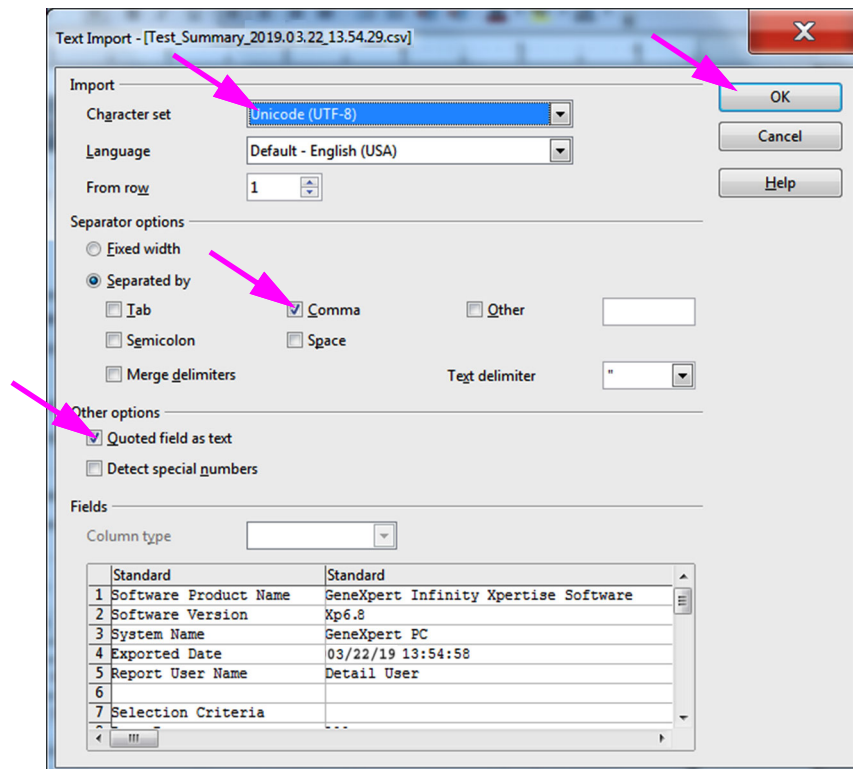 Text Import - [Test_Summary_2019.03.22_13.54.29.csv]
Import
Character set Unicode (UTF-8)
OK
Language Default - English (USA)
Cancel
From row 1
Help
Separator options
Fixed width
Separated by
Tab Comma Other
Semicolon Space
Merge delimiters Text delimiter "
Other options
Quoted field as text
Detect special numbers
Fields
Column type
Standard Standard
1 Software Product Name GeneXpert Infinity Xpertise Software
2 Software Version Xp6.8
3 System Name GeneXpert PC
4 Exported Date 03/22/19 13:54:58
5 Report User Name Detail User
6
7 Selection Criteria